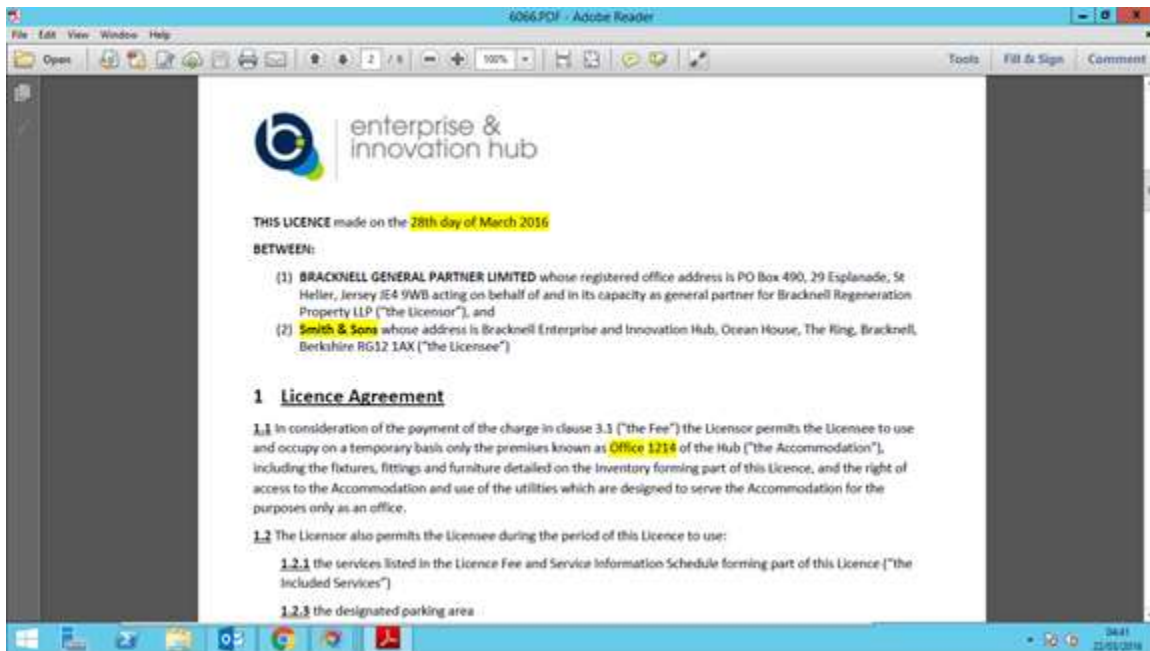 6066.PDF - Adobe Reader
File Edit View Window Help
Open 2 / 8 100% Tools Fill & Sign Comment
enterprise &
innovation hub
THIS LICENCE made on the 28th day of March 2016
BETWEEN:
(1) BRACKNELL GENERAL PARTNER LIMITED whose registered office address is PO Box 490, 29 Esplanade, St
Helier, Jersey JE4 9WB acting on behalf of and in its capacity as general partner for Bracknell Regeneration
Property LLP ("the Licensor"), and
(2) Smith & Sons whose address is Bracknell Enterprise and Innovation Hub, Ocean House, The Ring, Bracknell,
Berkshire RG12 1AX ("the Licensee")
1 Licence Agreement
1.1 In consideration of the payment of the charge in clause 3.1 ("the Fee") the Licensor permits the Licensee to use
and occupy on a temporary basis only the premises known as Office 1214 of the Hub ("the Accommodation"),
including the fixtures, fittings and furniture detailed on the Inventory forming part of this Licence, and the right of
access to the Accommodation and use of the utilities which are designed to serve the Accommodation for the
purposes only as an office.
1.2 The Licensor also permits the Licensee during the period of this Licence to use:
1.2.1 the services listed in the Licence Fee and Service Information Schedule forming part of this Licence ("the
Included Services")
1.2.3 the designated parking area
04:41